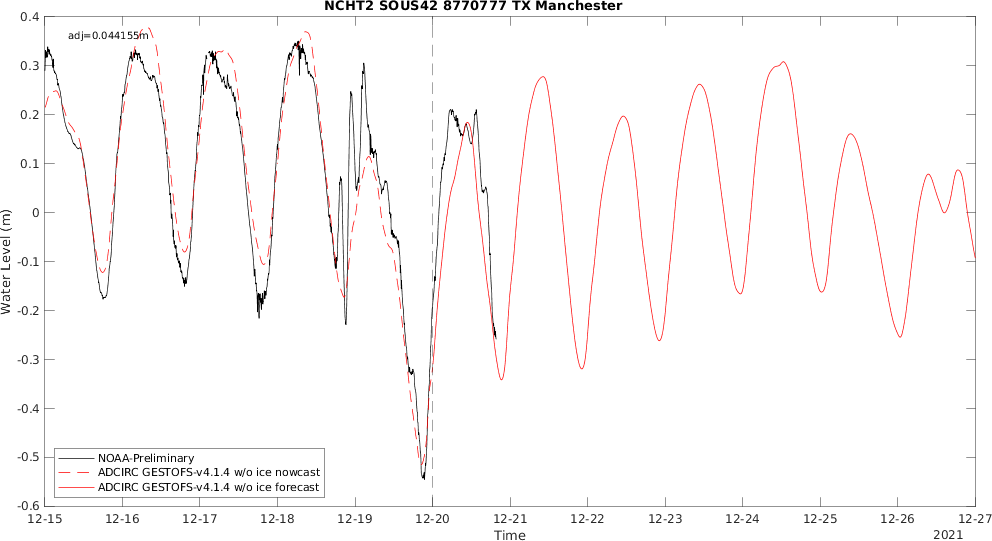 NCHT2 SOUS42 8770777 TX Manchester
adj=0.044155m
0.4
0.3
0.2
0.1
0
-0.1
-0.2
-0.3
-0.4
-0.5
-0.6
Water Level (m)
NOAA-Preliminary
ADCIRC GESTOFS-v4.1.4 w/o ice nowcast
ADCIRC GESTOFS-v4.1.4 w/o ice forecast
12-15 12-16 12-17 12-18 12-19 12-20 12-21 12-22 12-23 12-24 12-25 12-26 12-27
Time
2021